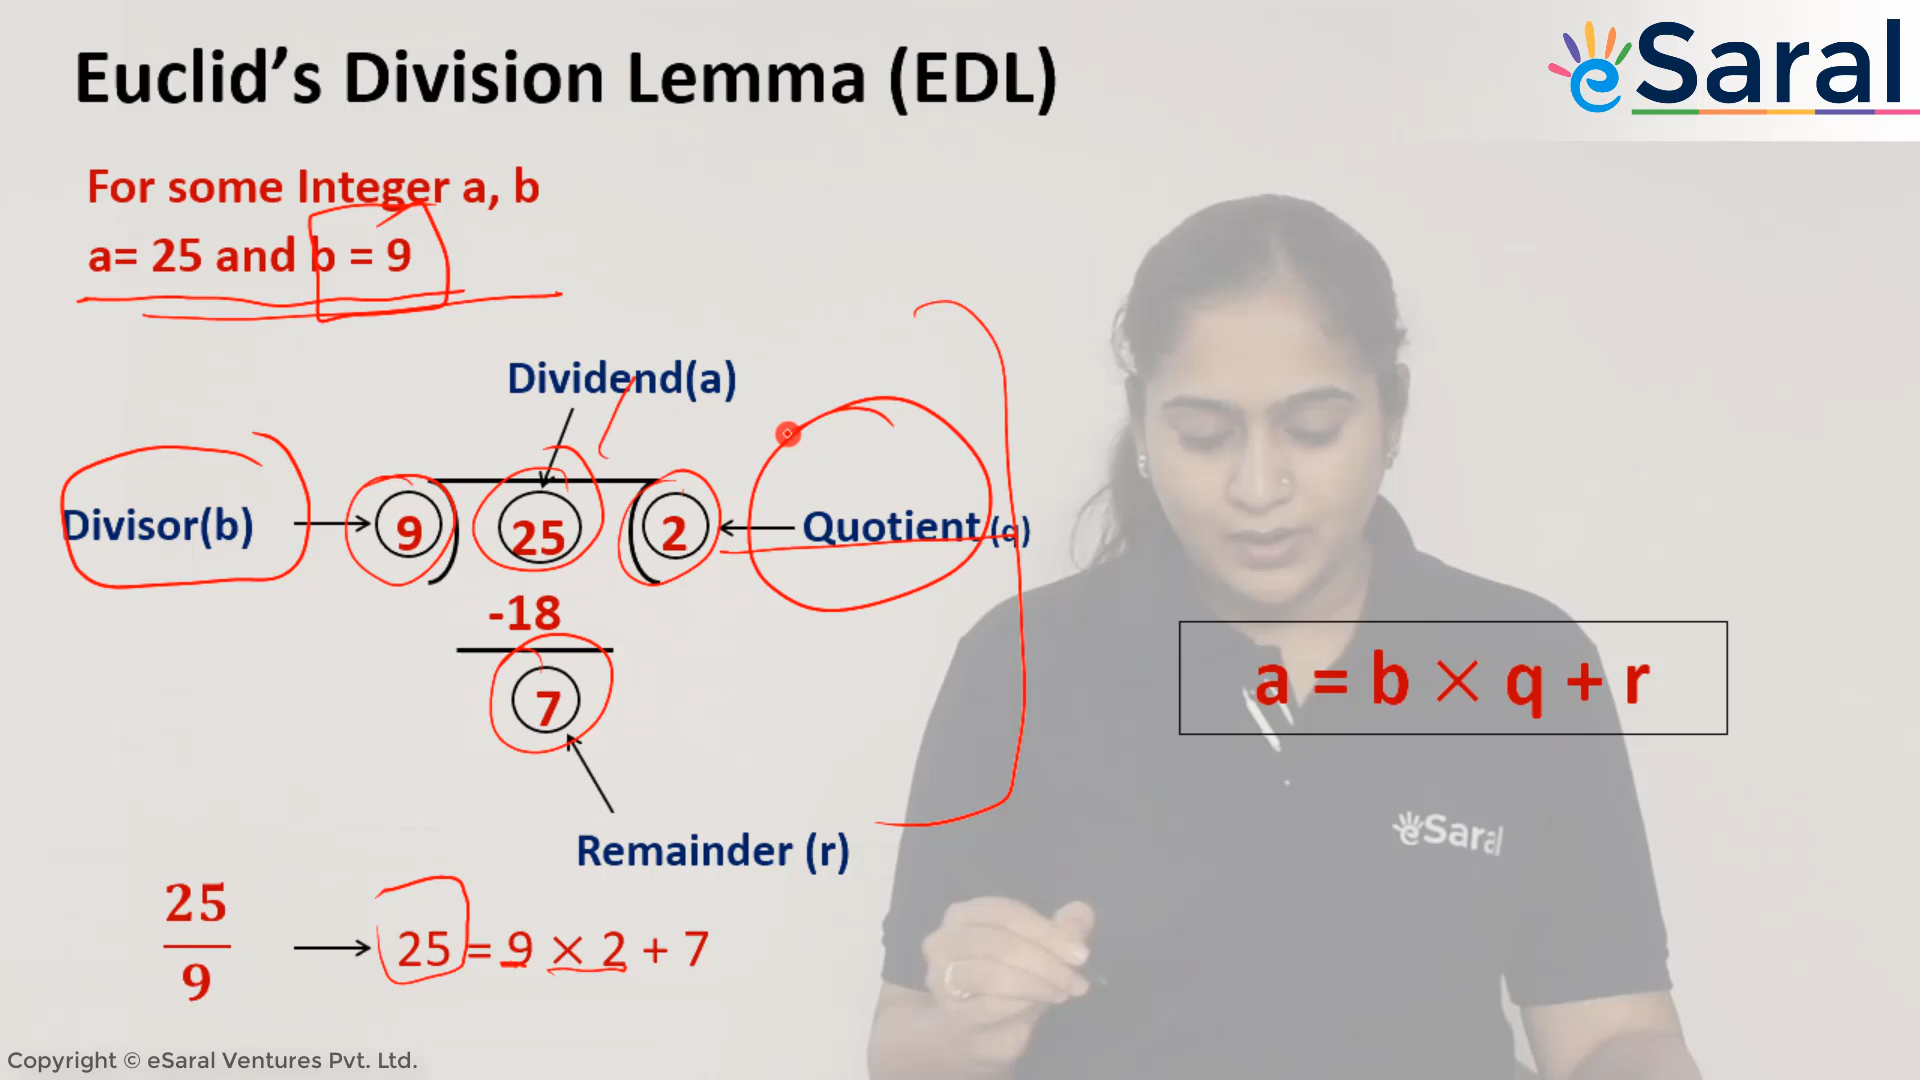 Euclid’s Division Lemma (EDL)
eSaral
For some Integer a, b
a= 25 and b = 9
Dividend(a)
Divisor(b)
9
25
2
Quotient (q)
-18
7
a = b × q + r
eSaral
Remainder (r)
25
9
25 = 9 × 2 + 7
Copyright © eSaral Ventures Pvt. Ltd.